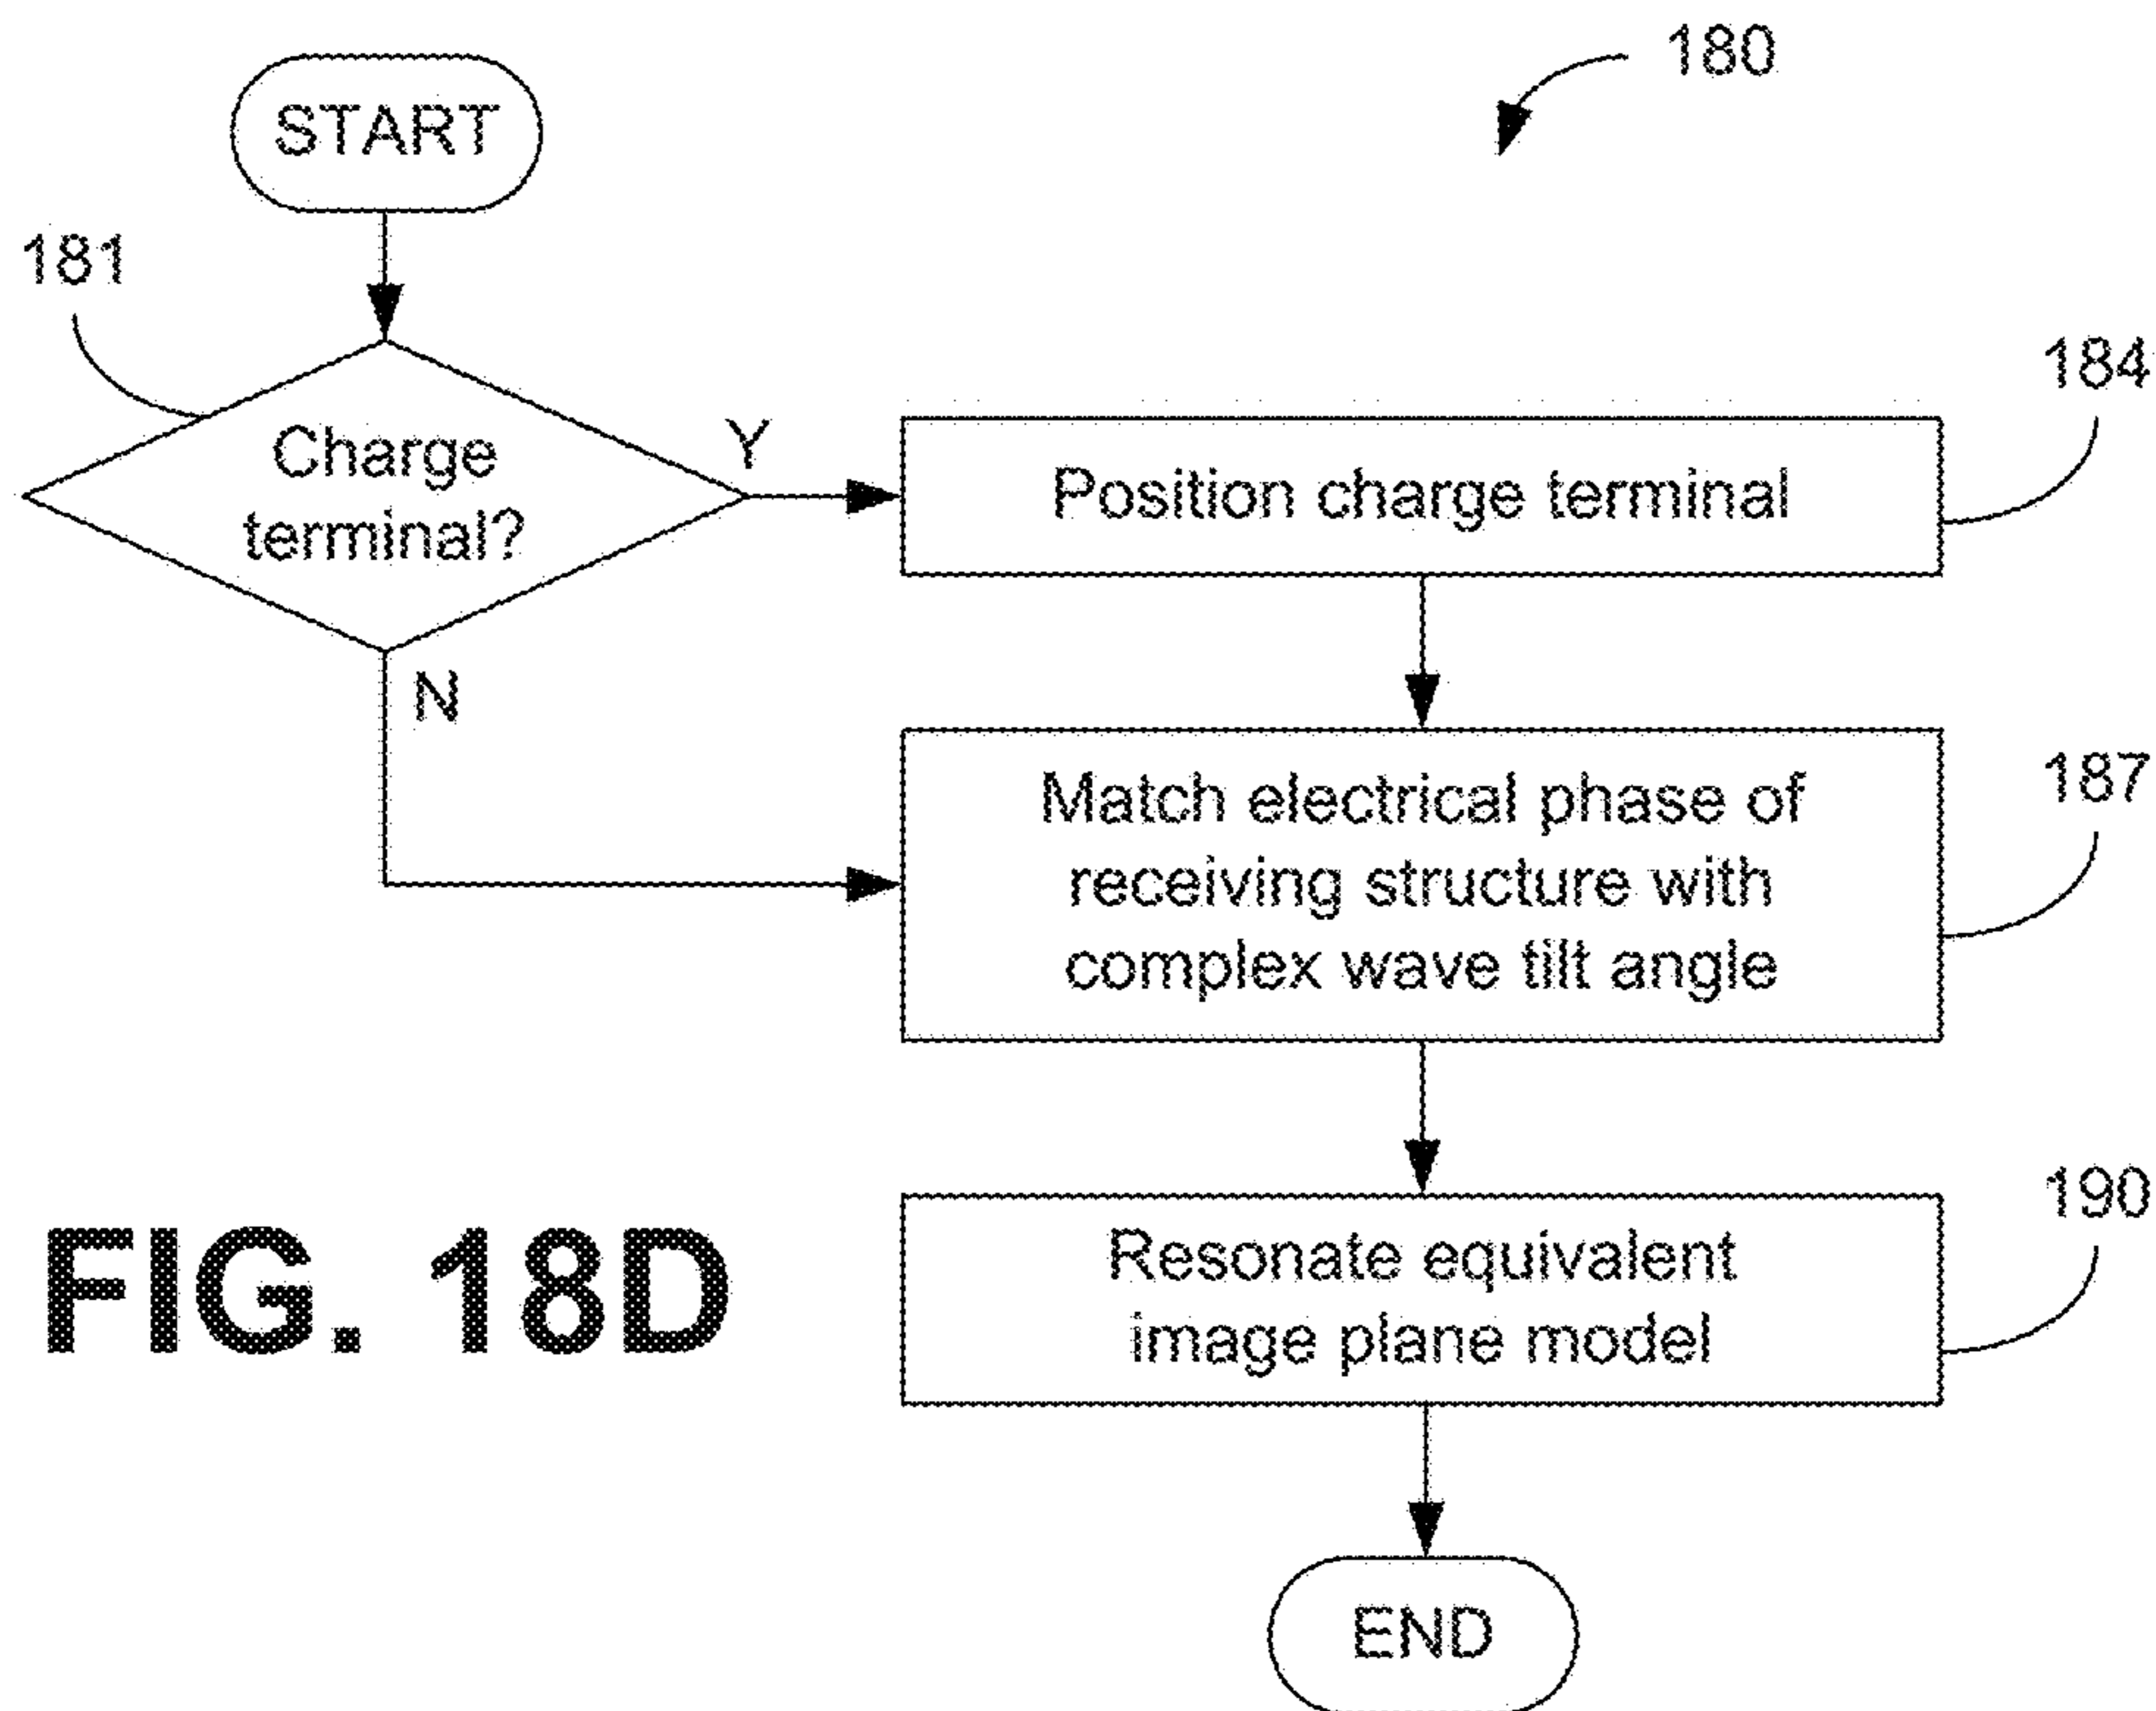 180
START
181
Charge
terminal?
Y
N
184
Position charge terminal
187
Match electrical phase of
receiving structure with
complex wave tilt angle
190
Resonate equivalent
image plane model
END
FIG. 18D